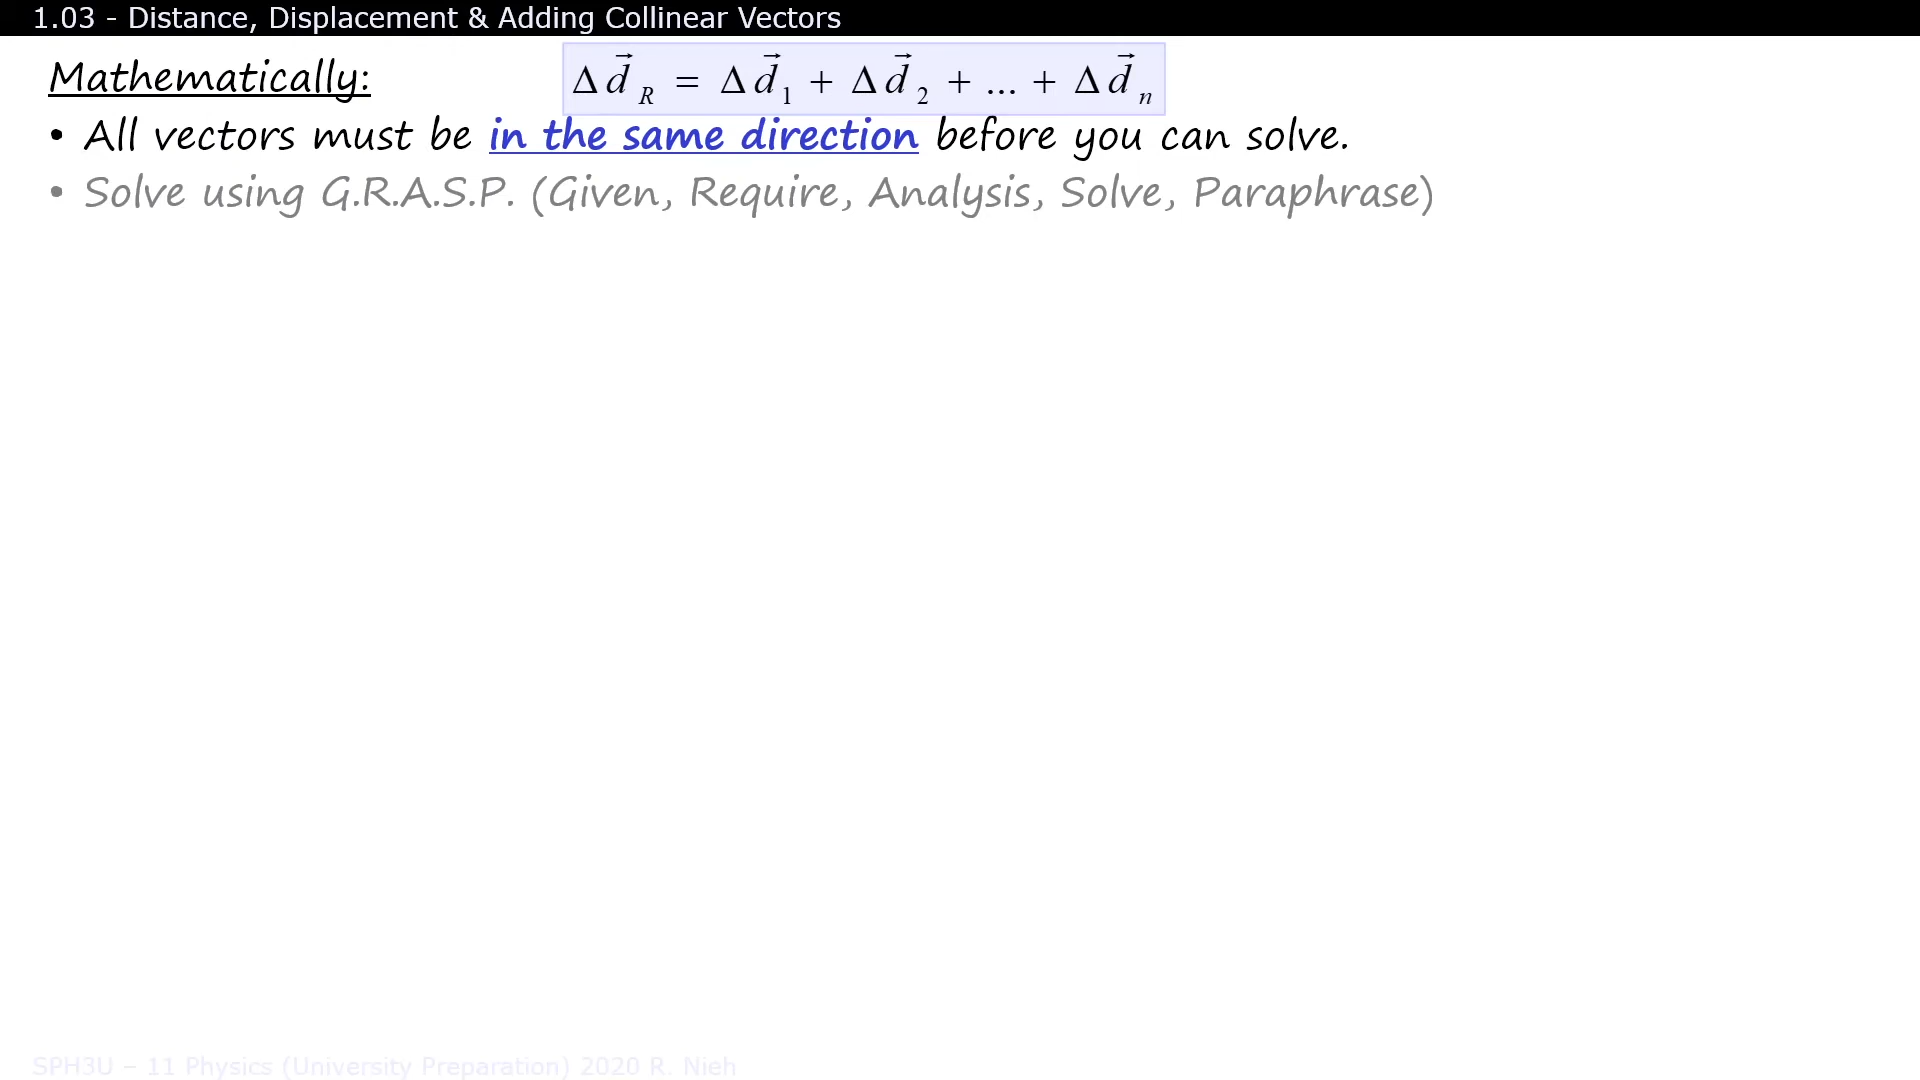 1.03 - Distance, Displacement & Adding Collinear Vectors
Mathematically:
Δd⃗_R = Δd⃗_1 + Δd⃗_2 + ... + Δd⃗_n
• All vectors must be in the same direction before you can solve.
• Solve using G.R.A.S.P. (Given, Require, Analysis, Solve, Paraphrase)
SPH3U – 11 Physics (University Preparation) 2020 R. Nieh